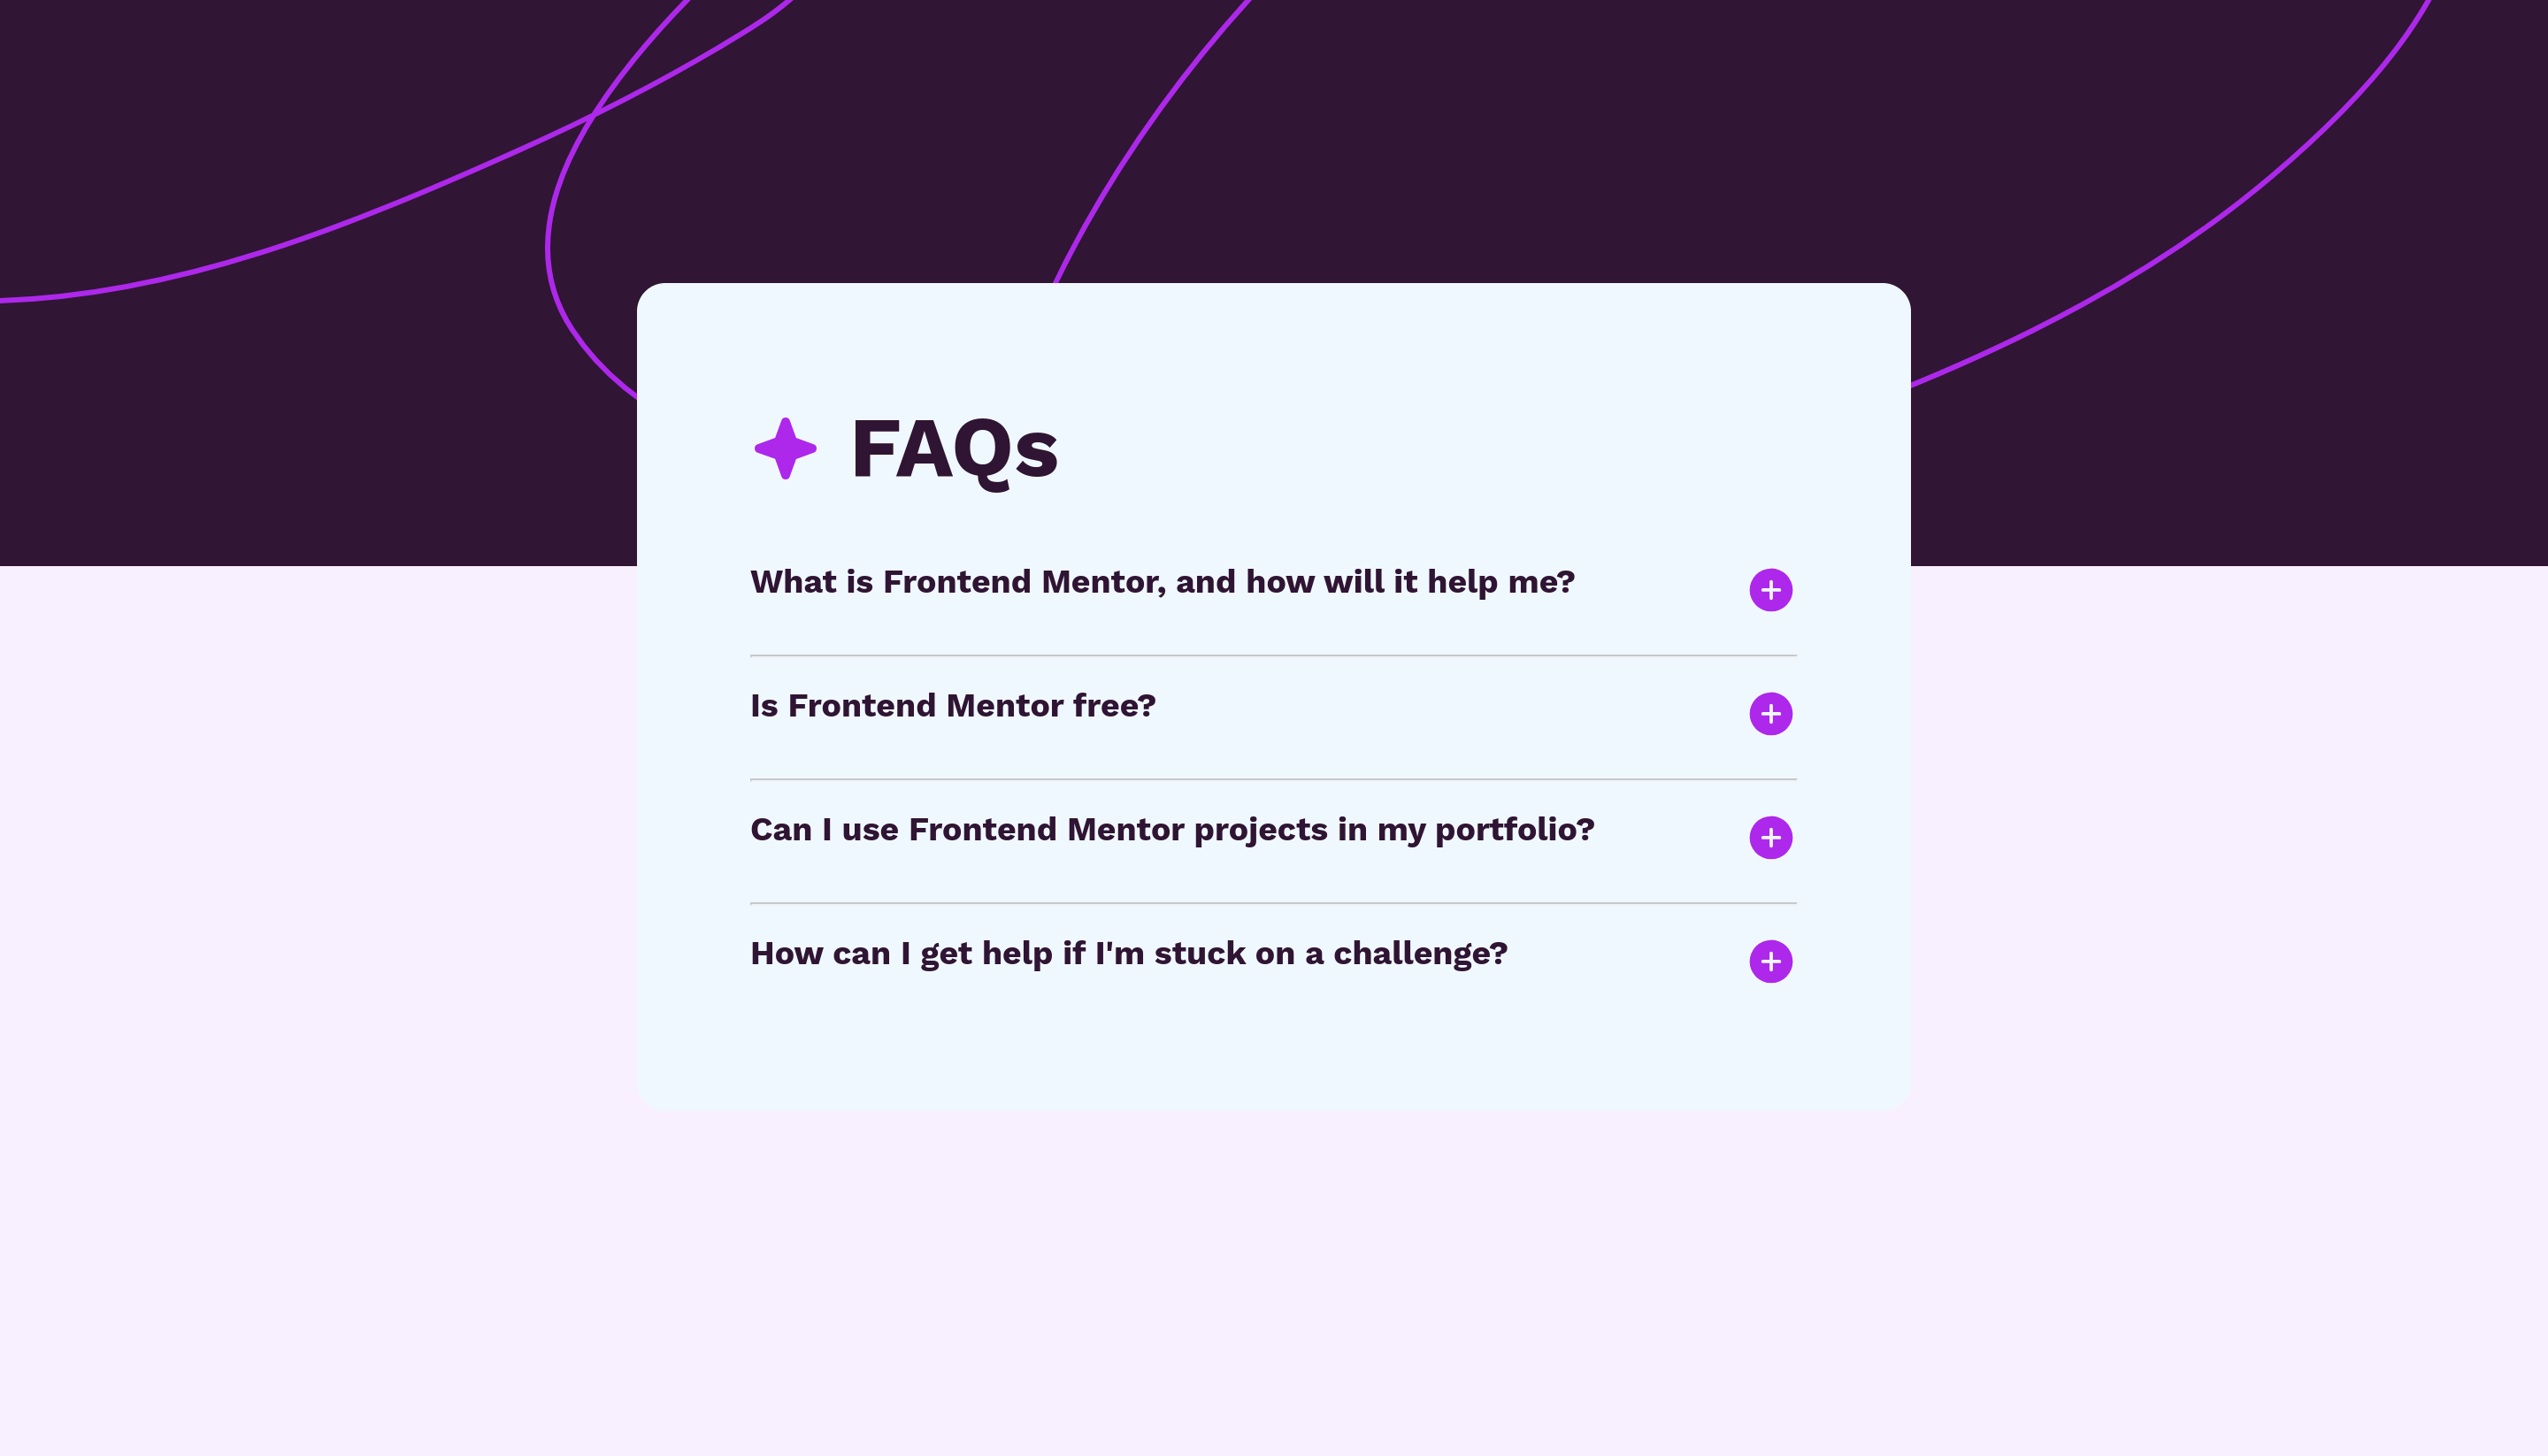 FAQs
What is Frontend Mentor, and how will it help me?
Is Frontend Mentor free?
Can I use Frontend Mentor projects in my portfolio?
How can I get help if I'm stuck on a challenge?